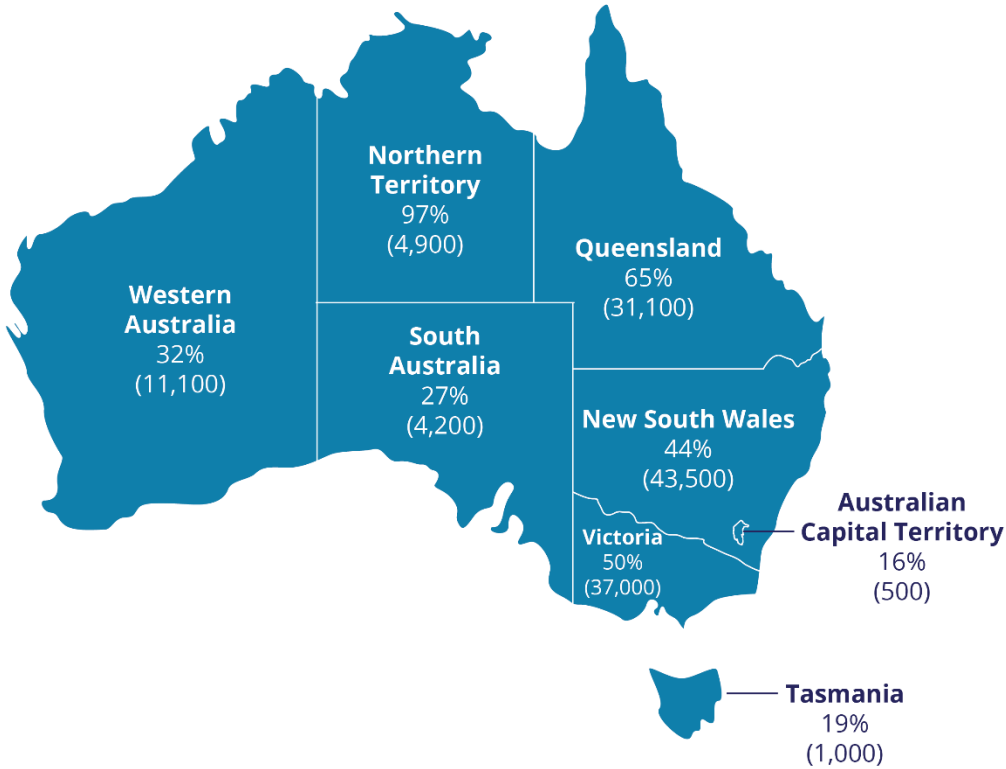 Northern
Territory
97%
(4,900)
Queensland
65%
(31,100)
Western
Australia
32%
(11,100)
South
Australia
27%
(4,200)
New South Wales
44%
(43,500)
Victoria
50%
(37,000)
Australian
Capital Territory
16%
(500)
Tasmania
19%
(1,000)